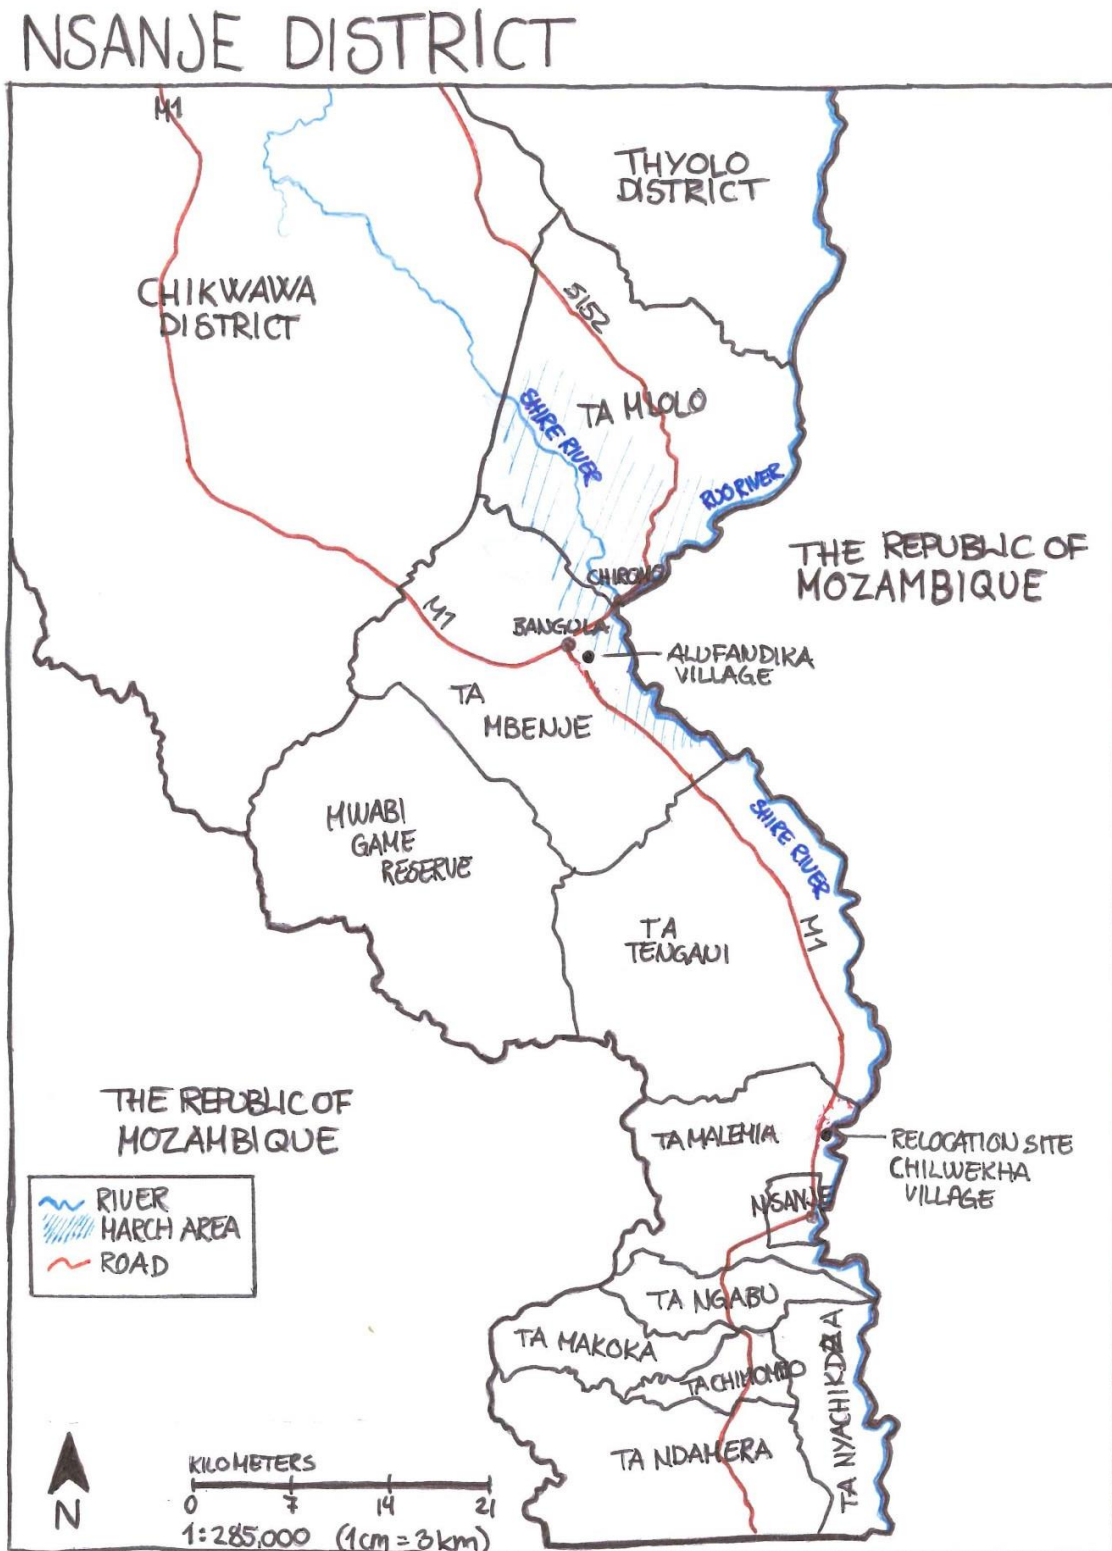 NSANJE DISTRICT
M1
THYOLO
DISTRICT
CHIKWAWA
DISTRICT
S152
TA MLOLO
SHIRE RIVER
RUO RIVER
THE REPUBLIC OF
MOZAMBIQUE
CHIROMO
M1
BANGULA
ALUFANDIKA
VILLAGE
TA
MBENJE
MWABI
GAME
RESERVE
SHIRE RIVER
TA
TENGANI
M1
THE REPUBLIC OF
MOZAMBIQUE
TA MALEMIA
RELOCATION SITE
CHILWEKHA
VILLAGE
NSANJE
RIVER
MARCH AREA
ROAD
TA NGABU
TA MAKOKA
TA CHIMOMBO
TA NYACHIKDZA
TA NDAMERA
N
KILOMETERS
0 7 14 21
1:285,000 (1cm = 3km)